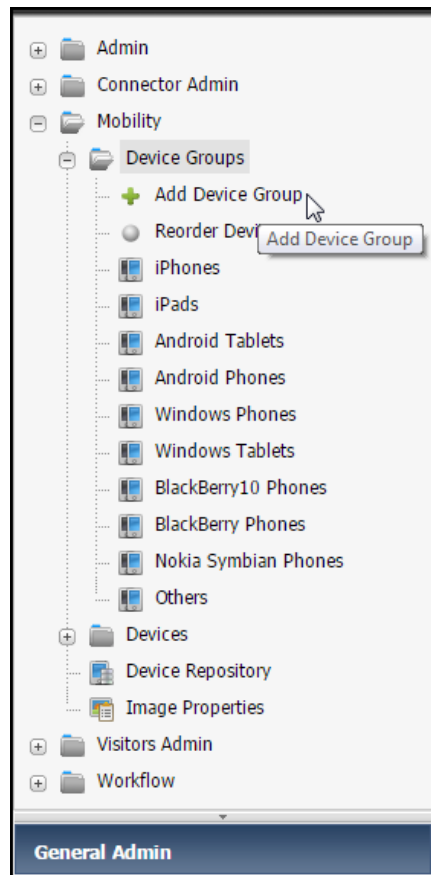 Admin
Connector Admin
Mobility
Device Groups
Add Device Group
Reorder Devi
Add Device Group
iPhones
iPads
Android Tablets
Android Phones
Windows Phones
Windows Tablets
BlackBerry10 Phones
BlackBerry Phones
Nokia Symbian Phones
Others
Devices
Device Repository
Image Properties
Visitors Admin
Workflow
General Admin